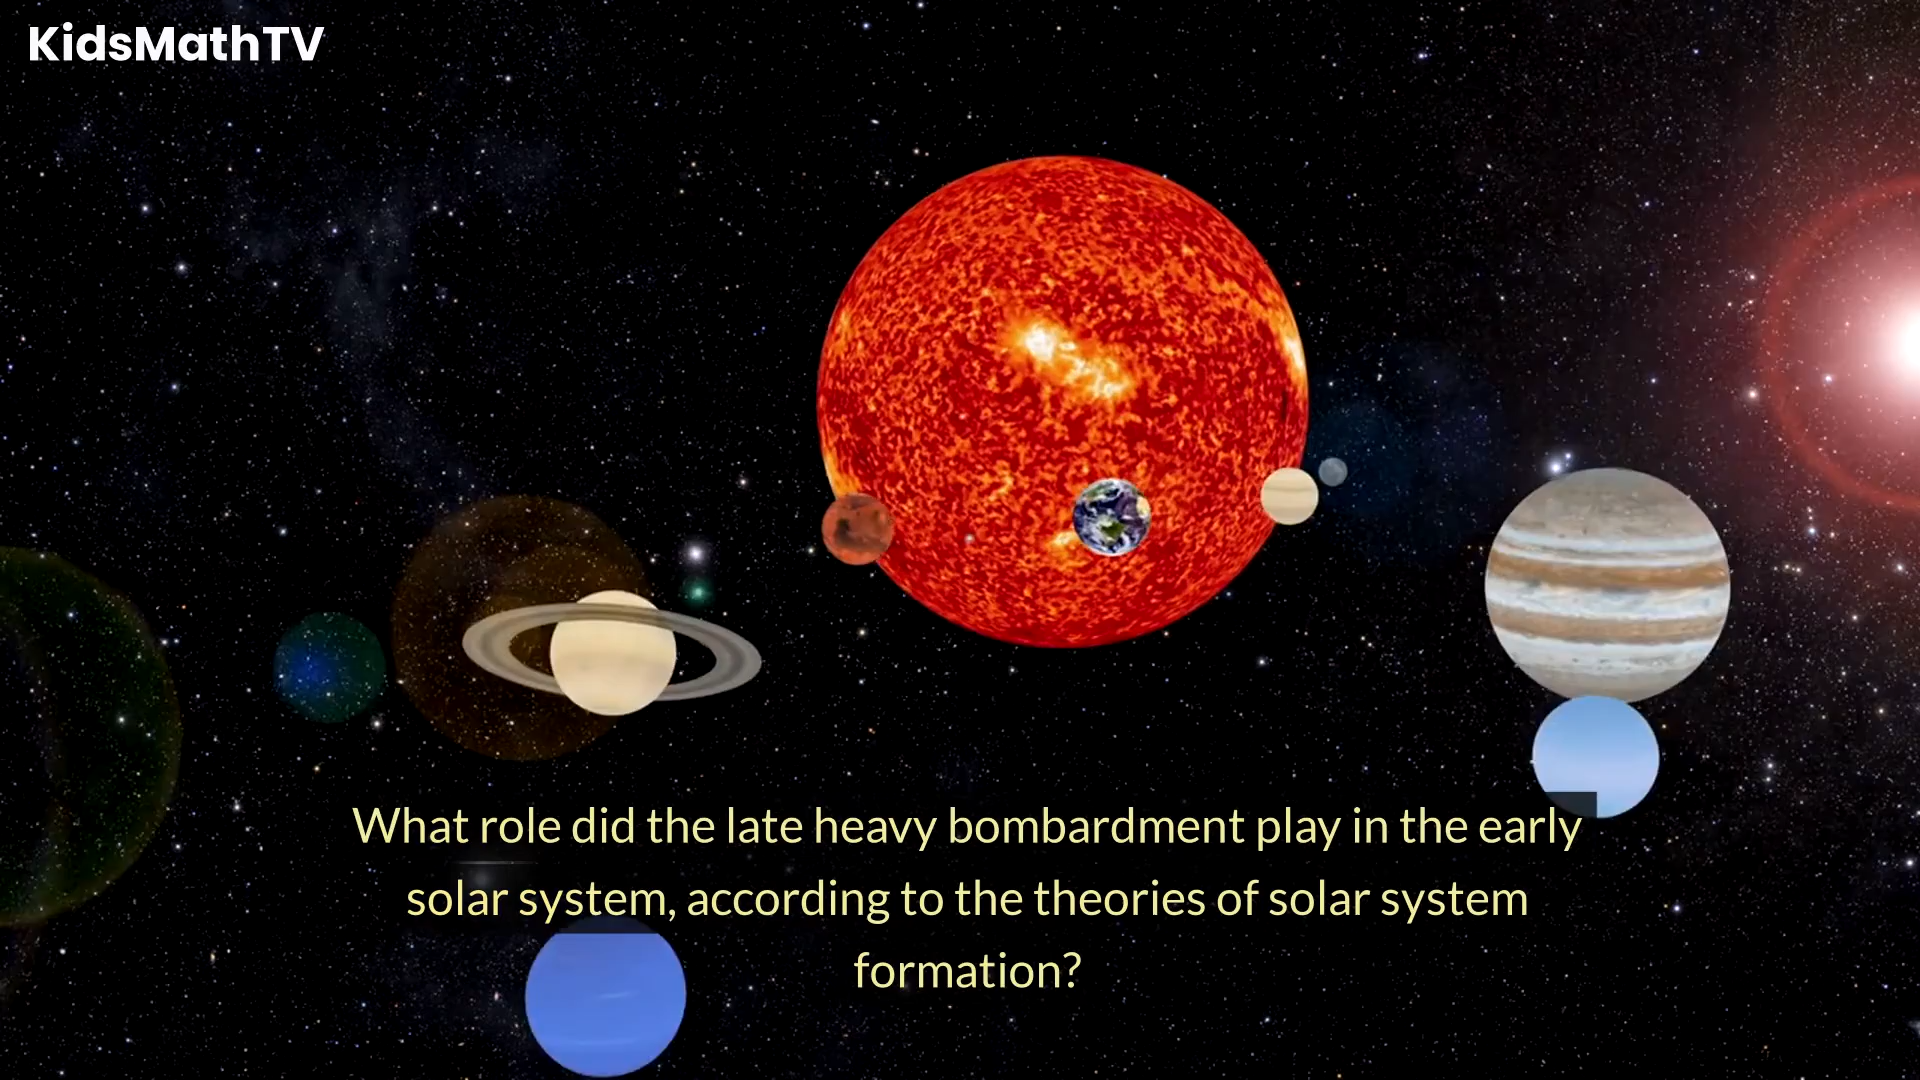 KidsMathTV
What role did the late heavy bombardment play in the early
solar system, according to the theories of solar system
formation?